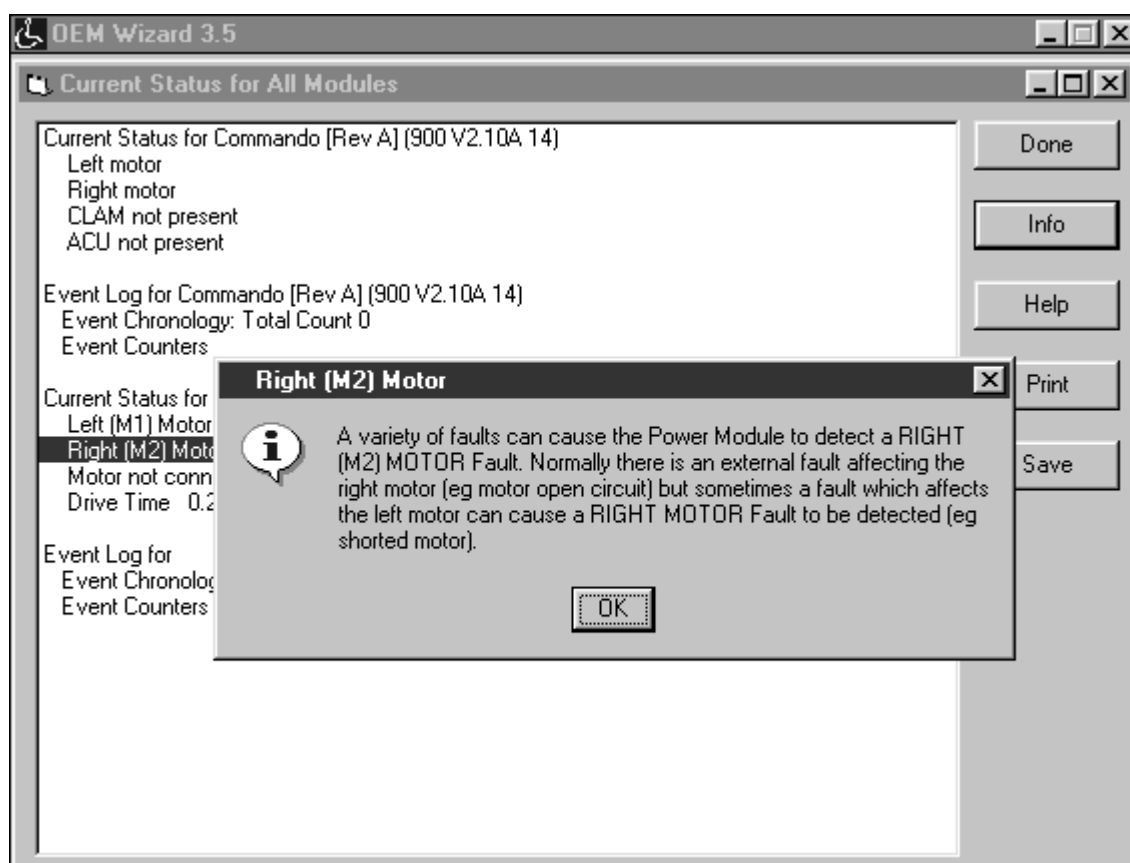 OEM Wizard 3.5
Current Status for All Modules
Current Status for Commando [Rev A] (900 V2.10A 14)
Left motor
Right motor
CLAM not present
ACU not present
Event Log for Commando [Rev A] (900 V2.10A 14)
Event Chronology: Total Count 0
Event Counters
Current Status for
Left (M1) Motor
Right (M2)
Motor not
Drive Time 0.2
Event Log for
Event
Event Counters
Done
Info
Help
Print
Save
Right (M2) Motor
A variety of faults can cause the Power Module to detect a RIGHT
(M2) MOTOR Fault. Normally there is an external fault affecting the
right motor (eg motor open circuit) but sometimes a fault which affects
the left motor can cause a RIGHT MOTOR Fault to be detected (eg
shorted motor).
OK